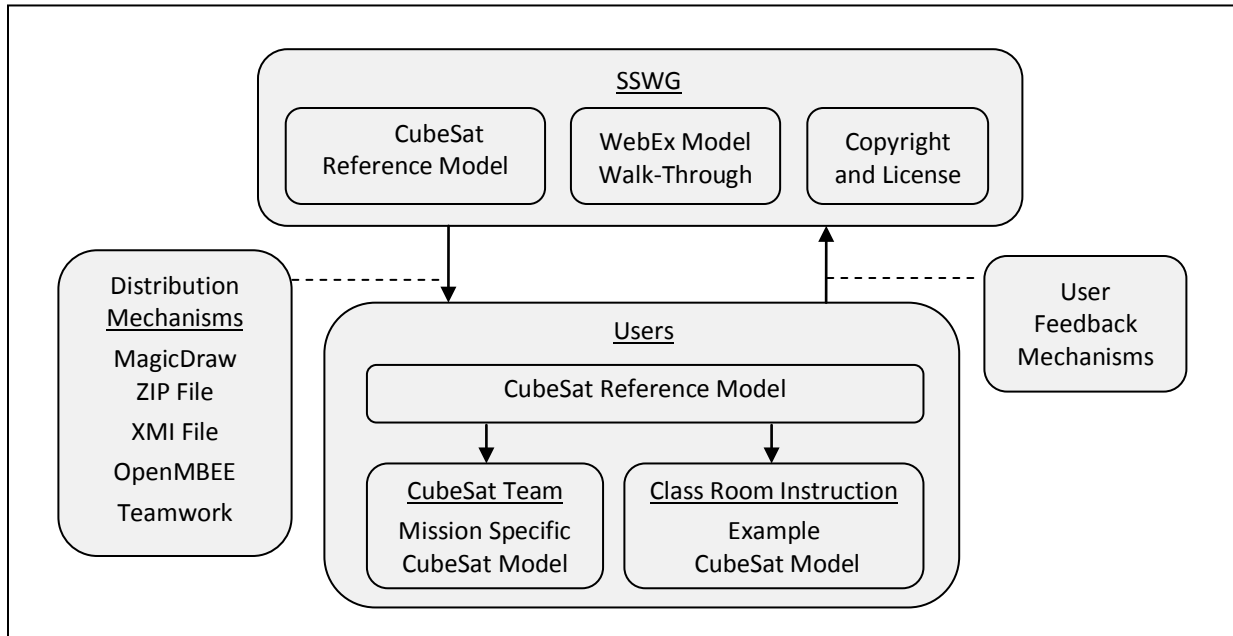 SSWG
CubeSat
Reference Model
WebEx Model
Walk-Through
Copyright
and License
Distribution
Mechanisms
MagicDraw
ZIP File
XMI File
OpenMBEE
Teamwork
User
Feedback
Mechanisms
Users
CubeSat Reference Model
CubeSat Team
Mission Specific
CubeSat Model
Class Room Instruction
Example
CubeSat Model